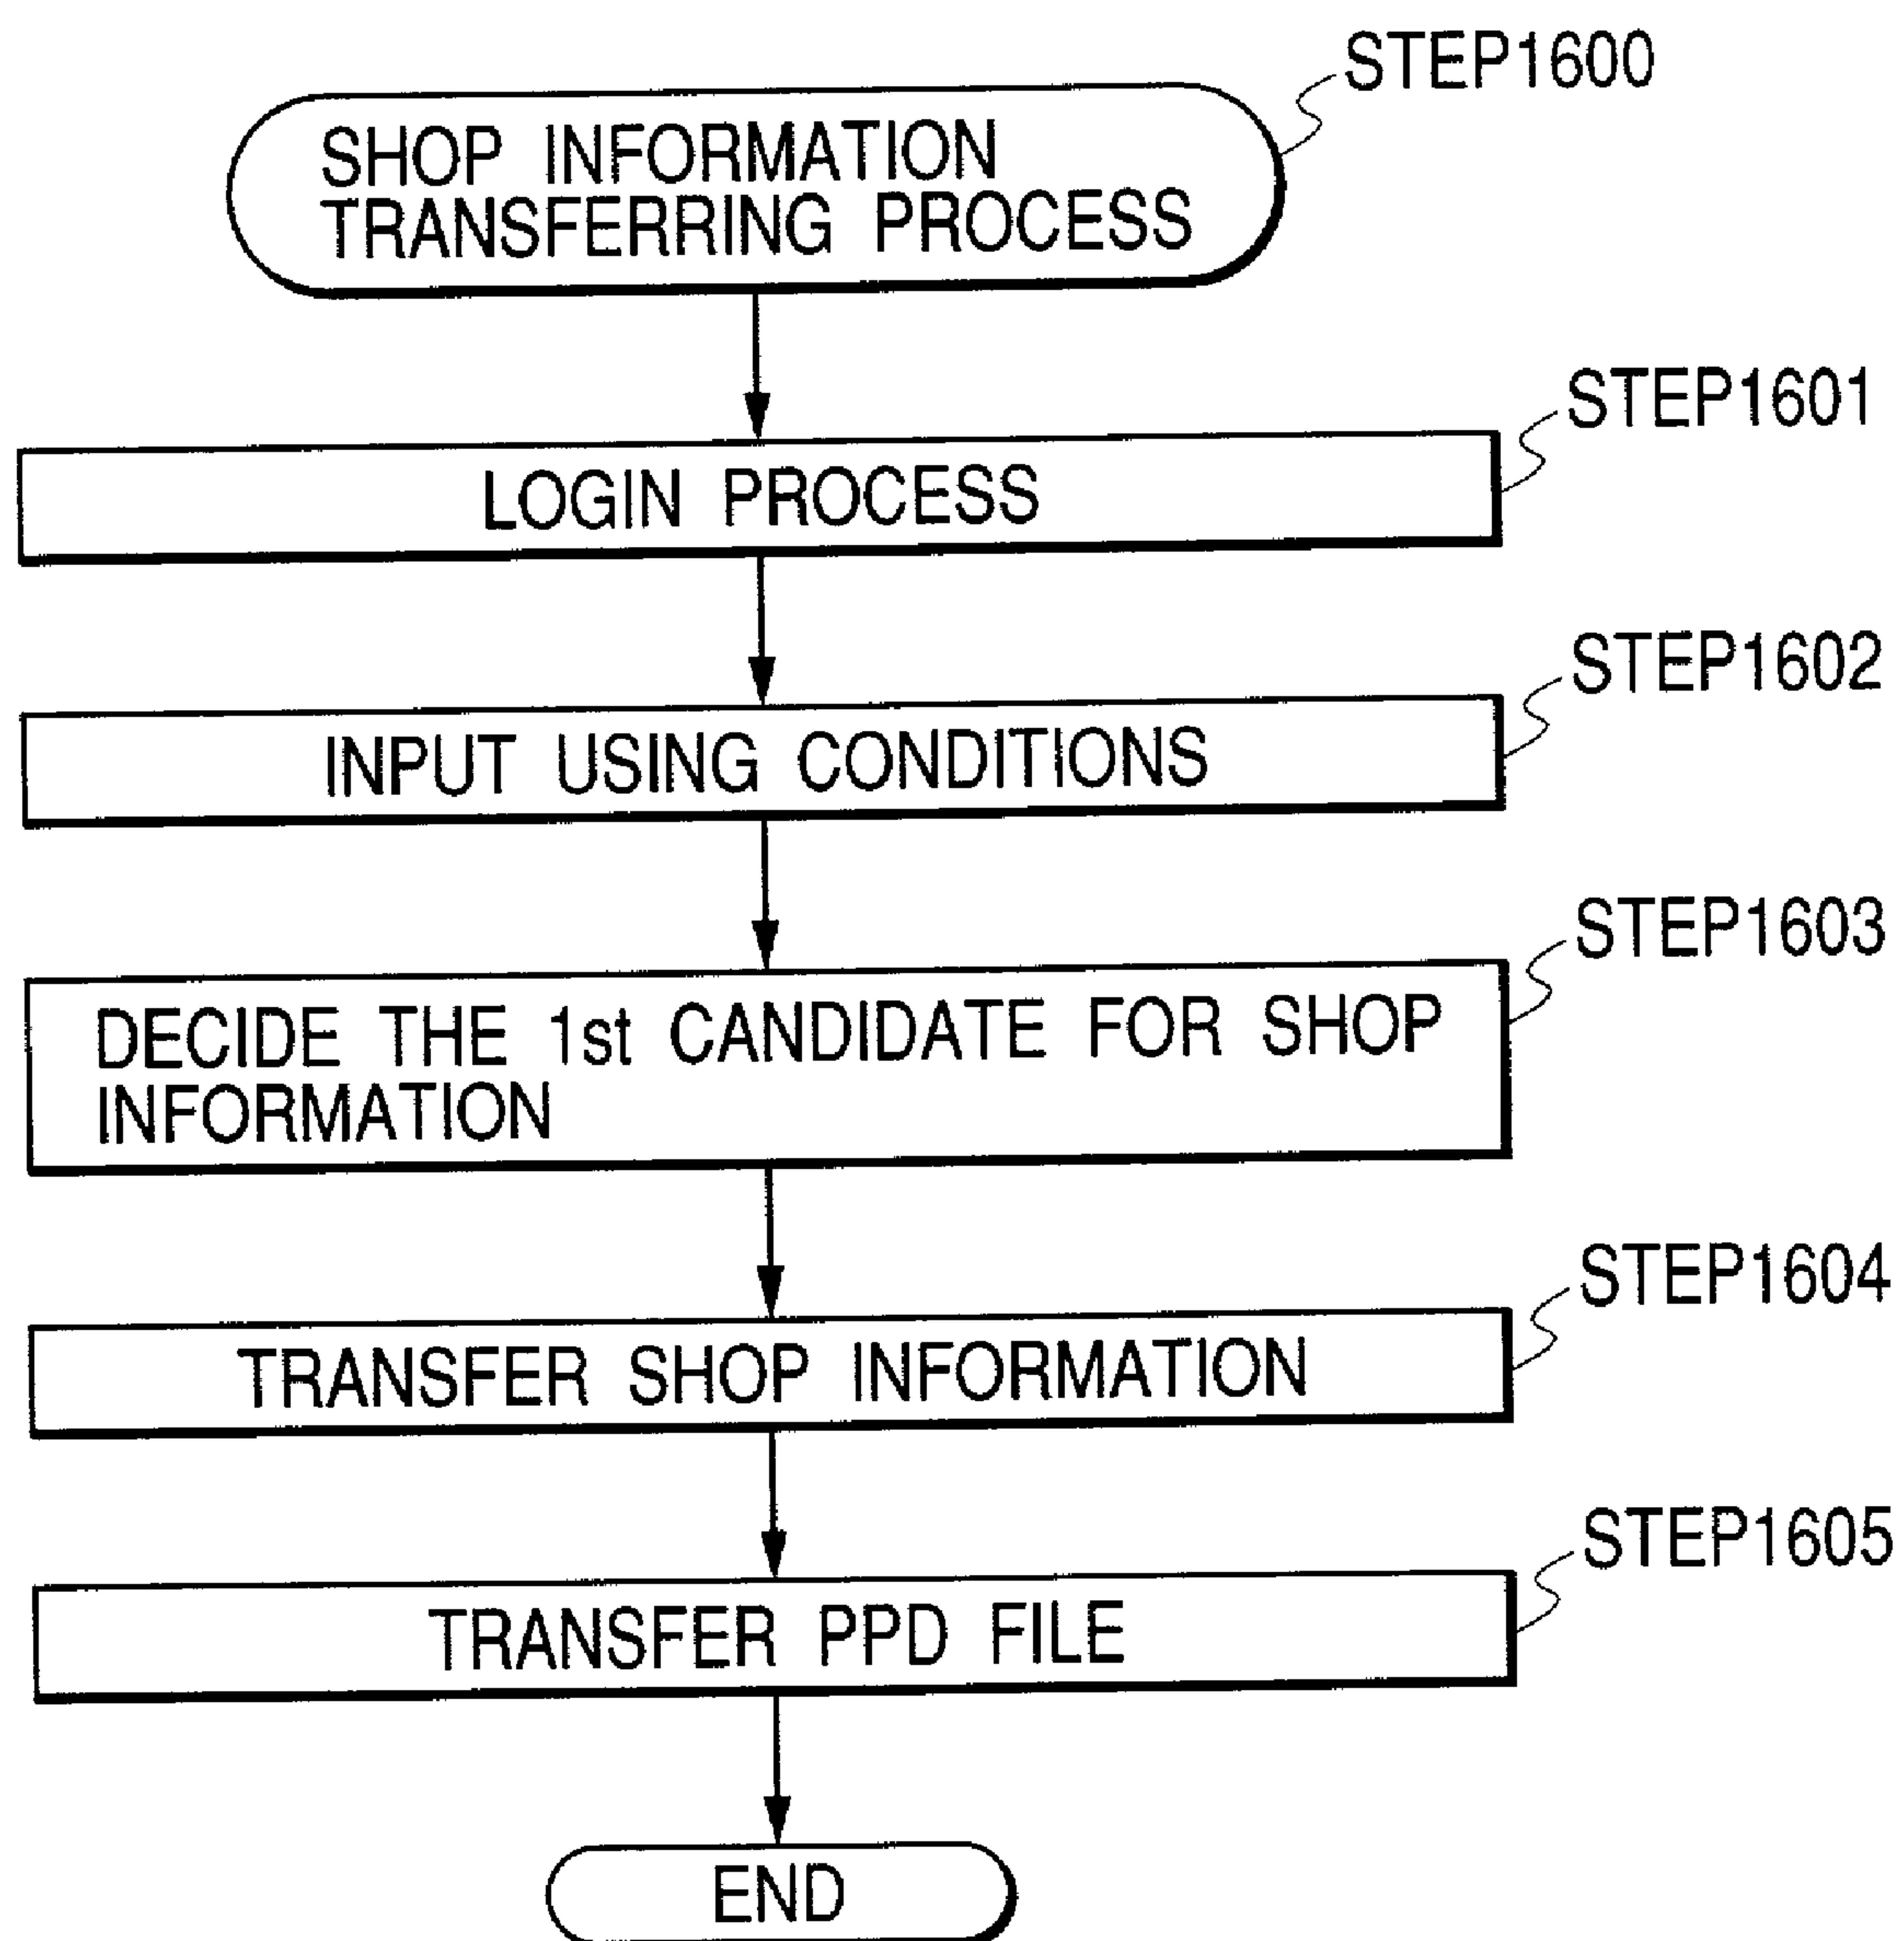 STEP1600
SHOP INFORMATION
TRANSFERRING PROCESS
STEP1601
LOGIN PROCESS
STEP1602
INPUT USING CONDITIONS
STEP1603
DECIDE THE 1st CANDIDATE FOR SHOP
INFORMATION
STEP1604
TRANSFER SHOP INFORMATION
STEP1605
TRANSFER PPD FILE
END